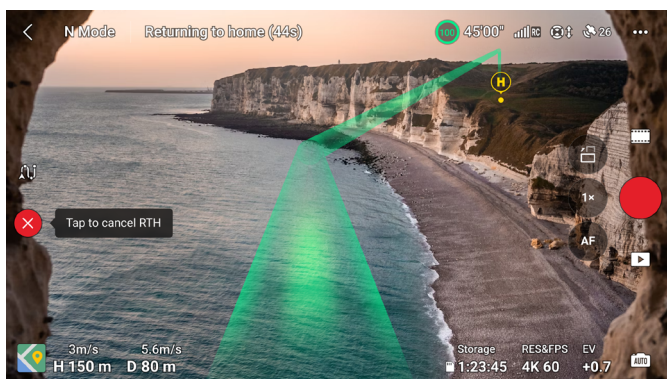 N Mode
Returning to home (44s)
100
45'00"
RC
26
H
1×
Tap to cancel RTH
AF
3m/s 5.6m/s
H 150 m D 80 m
Storage RES&FPS EV
1:23:45 4K 60 +0.7
AUTO